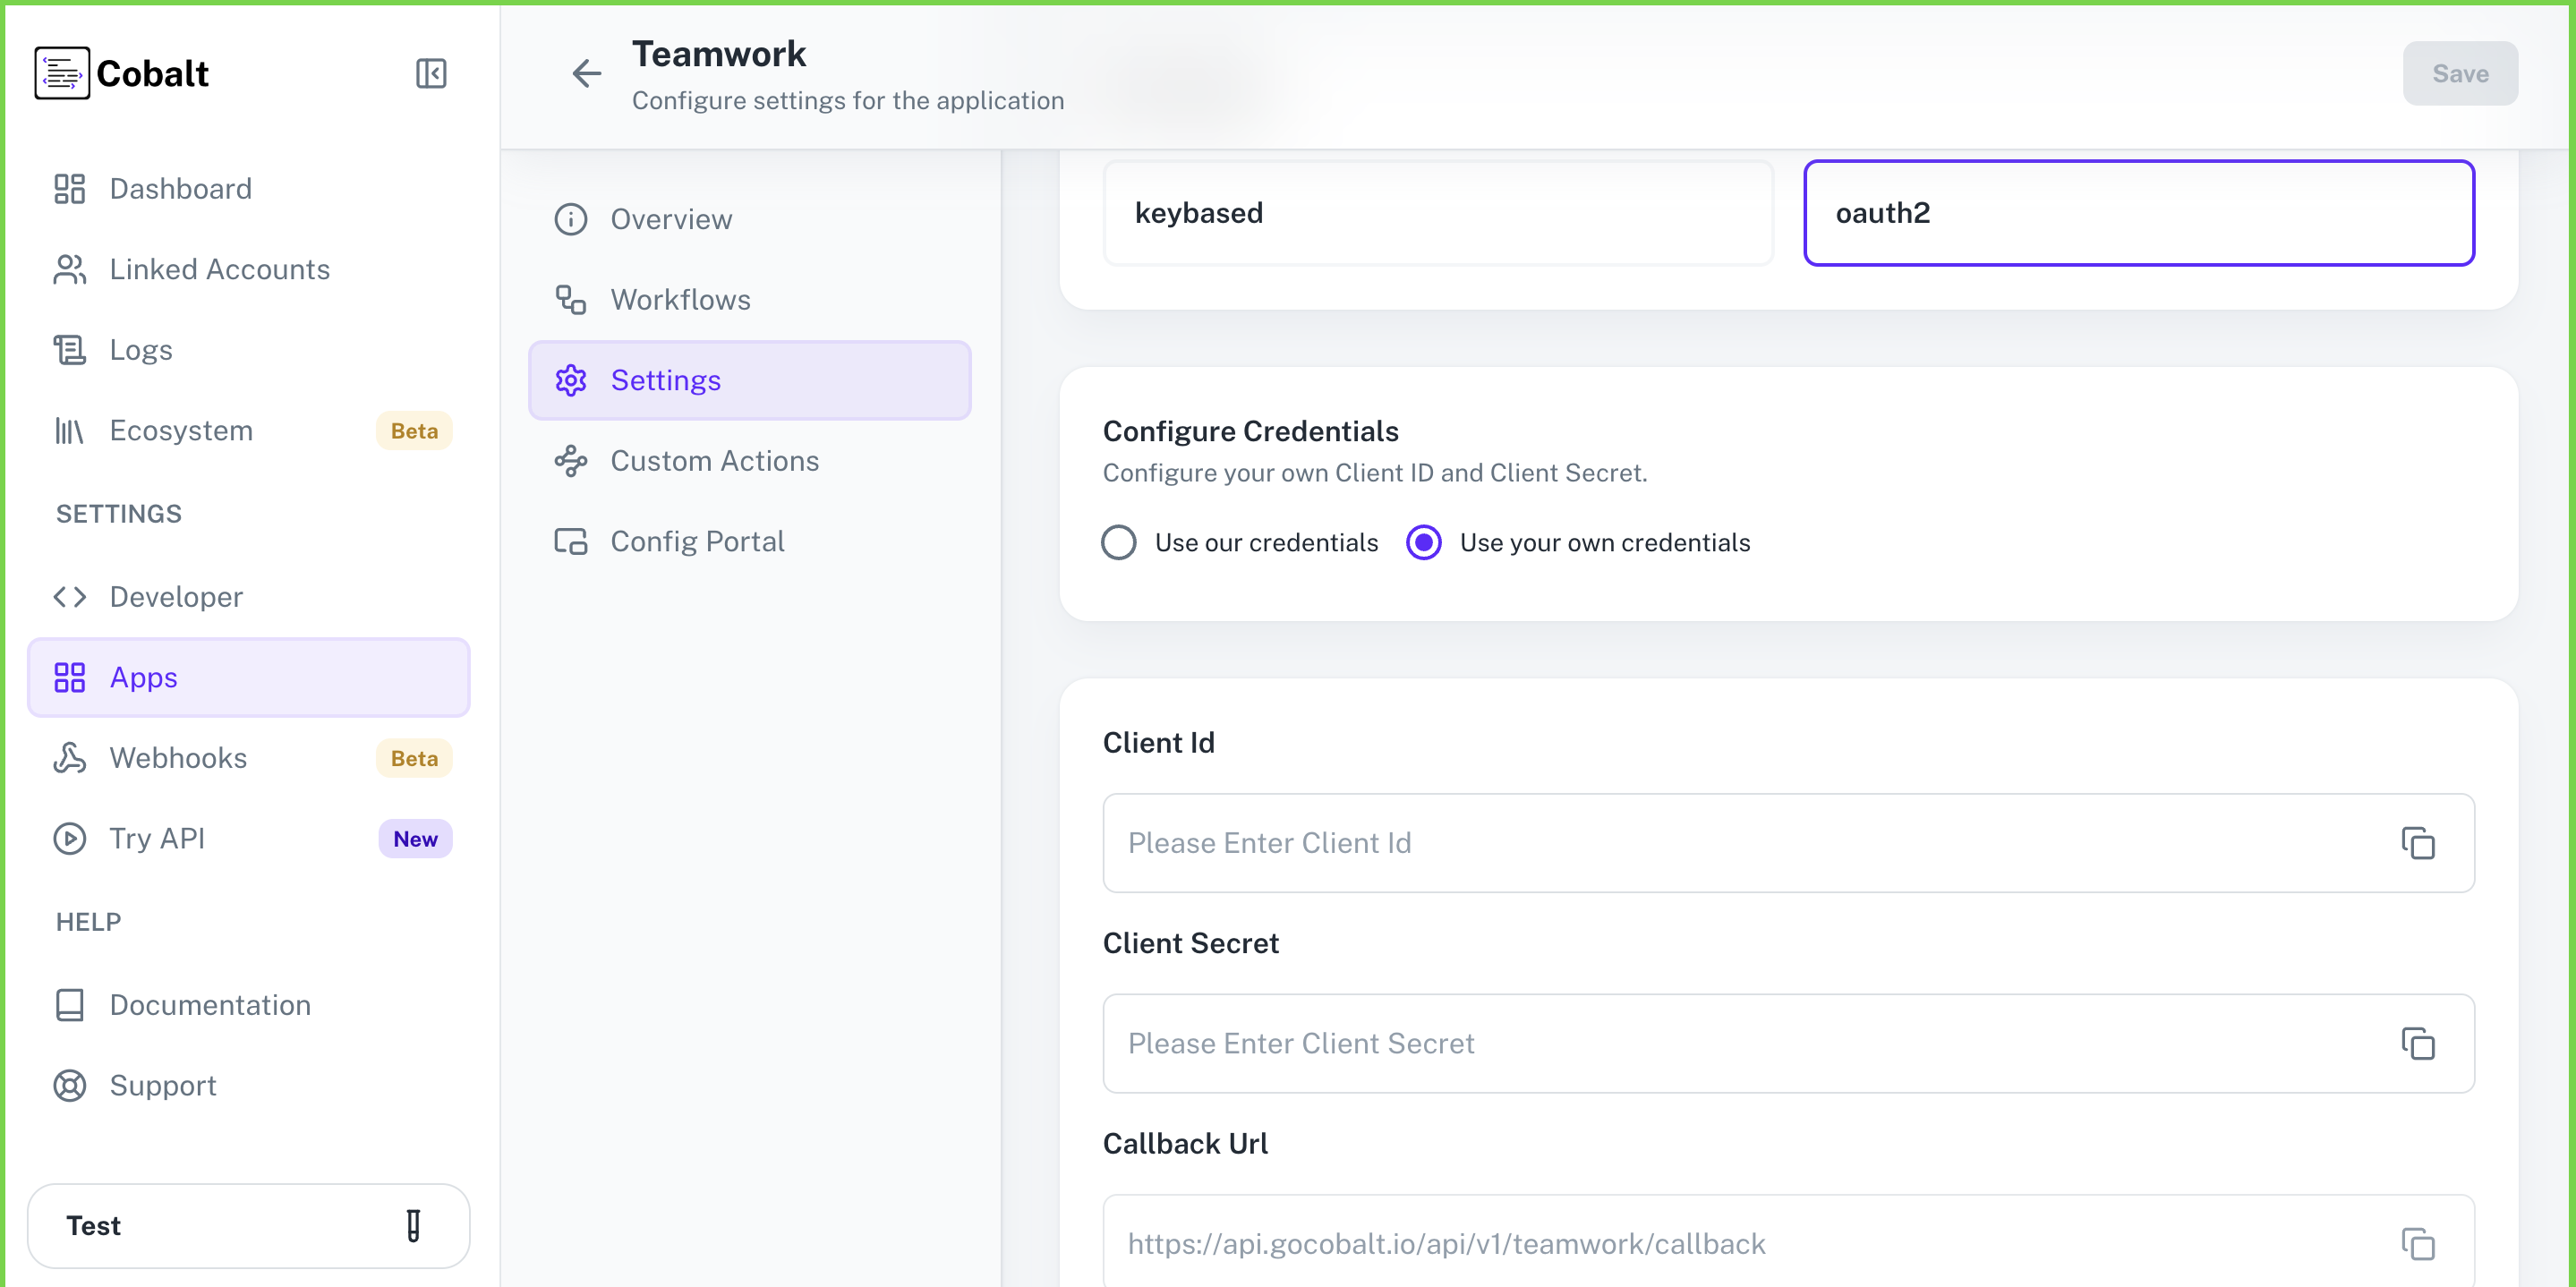 Cobalt
Dashboard
Linked Accounts
Logs
Ecosystem
Beta
SETTINGS
Developer
Apps
Webhooks
Beta
Try API
New
HELP
Documentation
Support
Test
Teamwork
Configure settings for the application
Save
Overview
Workflows
Settings
Custom Actions
Config Portal
keybased
oauth2
Configure Credentials
Configure your own Client ID and Client Secret.
Use our credentials
Use your own credentials
Client Id
Please Enter Client Id
Client Secret
Please Enter Client Secret
Callback Url
https://api.gocobalt.io/api/v1/teamwork/callback